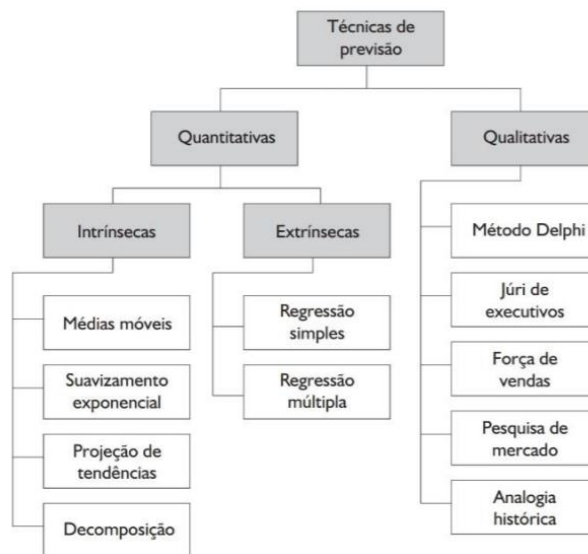 Técnicas de
previsão
Quantitativas
Qualitativas
Intrínsecas
Extrínsecas
Médias móveis
Suavizamento
exponencial
Projeção de
tendências
Decomposição
Regressão
simples
Regressão
múltipla
Método Delphi
Júri de
executivos
Força de
vendas
Pesquisa de
mercado
Analogia
histórica